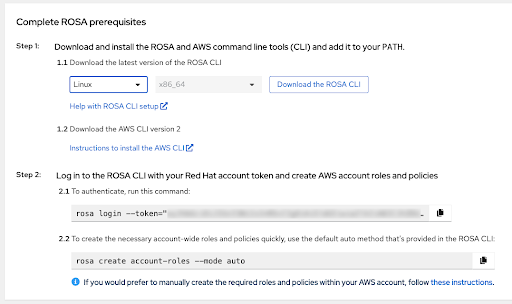 Complete ROSA prerequisites
Step 1: Download and install the ROSA and AWS command line tools (CLI) and add it to your PATH.
1.1 Download the latest version of the ROSA CLI
Linux x86_64 Download the ROSA CLI
Help with ROSA CLI setup
1.2 Download the AWS CLI version 2
Instructions to install the AWS CLI
Step 2: Log in to the ROSA CLI with your Red Hat account token and create AWS account roles and policies
2.1 To authenticate, run this command:
rosa login --token="
2.2 To create the necessary account-wide roles and policies quickly, use the default auto method that's provided in the ROSA CLI:
rosa create account-roles --mode auto
If you would prefer to manually create the required roles and policies within your AWS account, follow these instructions.